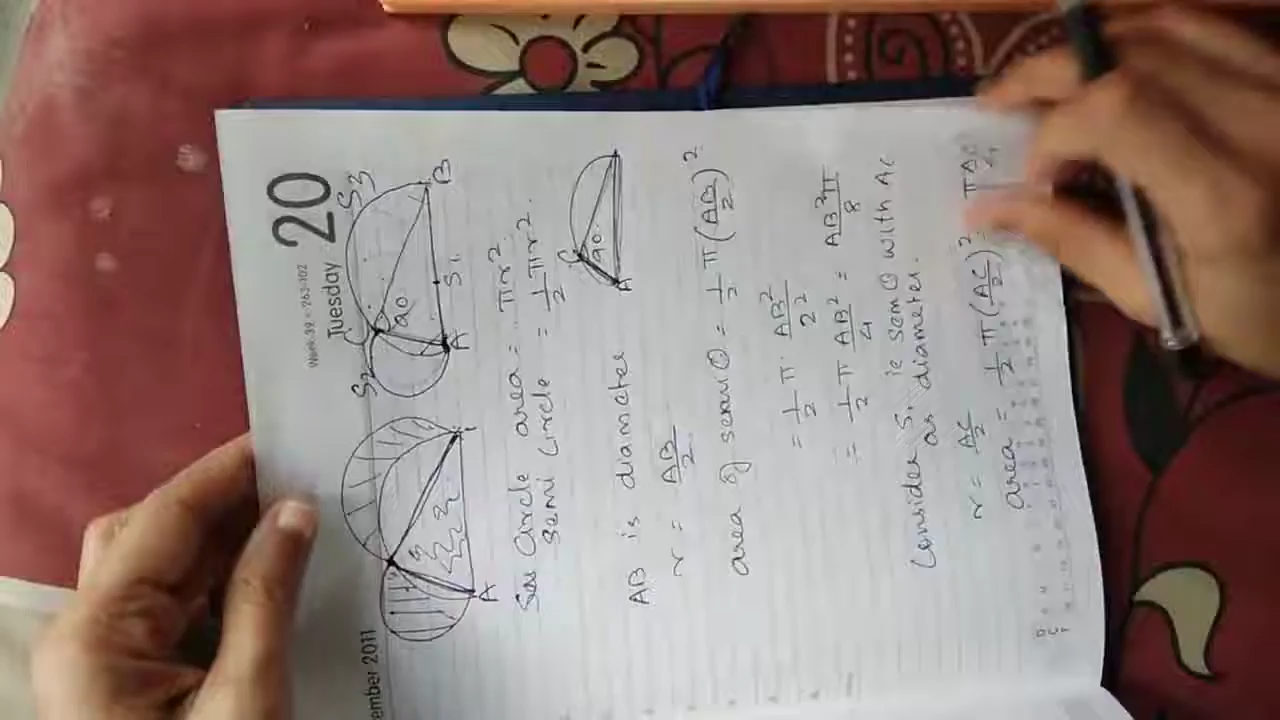 ember 2011
Week-39 • 263-102
Tuesday
20
A
S2
C
S3
90
A
S1.
B
Sem Circle area = πr²
Semi Circle = 1/2 πr².
C
90.
A
AB is diameter
r = AB/2
area of semi O = 1/2 π (AB/2)²
= 1/2 π . AB²/2²
= 1/2 π AB²/4 = AB²π/8
Consider S, ie sem O with AC
as diameter.
r = AC/2
area = 1/2 π (AC/2)² =